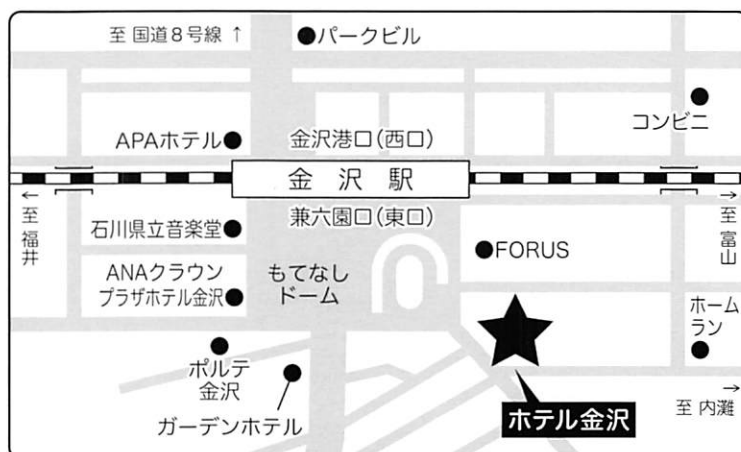 至 国道8号線 ↑
パークビル
コンビニ
APAホテル
金沢港口(西口)
金沢駅
兼六園口(東口)
←
至福井
→
至富山
石川県立音楽堂
FORUS
ANAクラウン
プラザホテル金沢
もてなし
ドーム
ホーム
ラン
ポルテ
金沢
ガーデンホテル
ホテル金沢
→
至 内灘